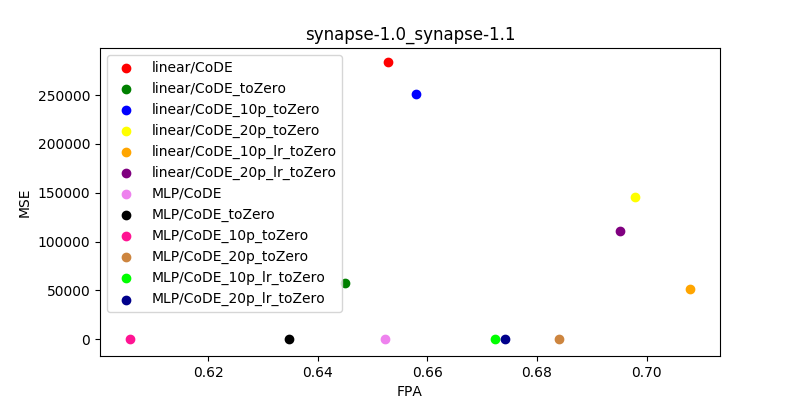 synapse-1.0_synapse-1.1
linear/CoDE
linear/CoDE_toZero
linear/CoDE_10p_toZero
linear/CoDE_20p_toZero
linear/CoDE_10p_lr_toZero
linear/CoDE_20p_lr_toZero
MLP/CoDE
MLP/CoDE_toZero
MLP/CoDE_10p_toZero
MLP/CoDE_20p_toZero
MLP/CoDE_10p_lr_toZero
MLP/CoDE_20p_lr_toZero
MSE
250000
200000
150000
100000
50000
0
0.62 0.64 0.66 0.68 0.70
FPA